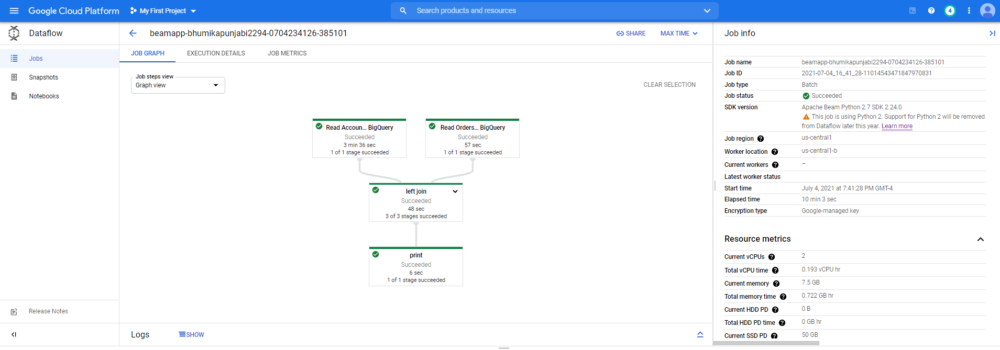 Google Cloud Platform
My First Project
Search products and resources
4
Dataflow
Jobs
Snapshots
Notebooks
Release Notes
beamapp-bhumikapunjabi2294-0704234126-385101
SHARE
MAX TIME
JOB GRAPH
EXECUTION DETAILS
JOB METRICS
Job steps view
Graph view
CLEAR SELECTION
Read Accoun... BigQuery
Succeeded
3 min 36 sec
1 of 1 stage succeeded
Read Orders... BigQuery
Succeeded
57 sec
1 of 1 stage succeeded
left join
Succeeded
48 sec
3 of 3 stages succeeded
print
Succeeded
6 sec
1 of 1 stage succeeded
Logs
SHOW
Job info
Job name beamapp-bhumikapunjabi2294-0704234126-385101
Job ID 2021-07-04_16_41_28-11014543471847970831
Job type Batch
Job status Succeeded
SDK version Apache Beam Python 2.7 SDK 2.24.0
This job is using Python 2. Support for Python 2 will be removed
from Dataflow later this year. Learn more
Job region us-central1
Worker location us-central1-b
Current workers –
Latest worker status
Start time July 4, 2021 at 7:41:28 PM GMT-4
Elapsed time 10 min 3 sec
Encryption type Google-managed key
Resource metrics
Current vCPUs 2
Total vCPU time 0.193 vCPU hr
Current memory 7.5 GB
Total memory time 0.722 GB hr
Current HDD PD 0 B
Total HDD PD time 0 GB hr
Current SSD PD 50 GB